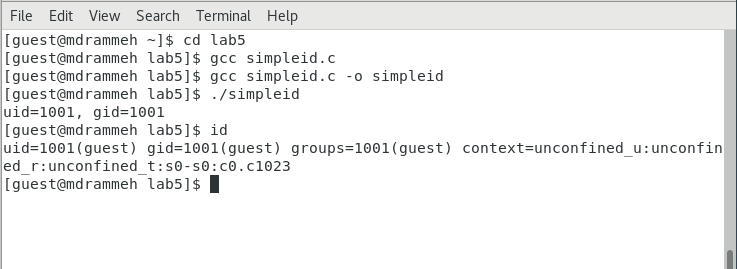 File Edit View Search Terminal Help
[guest@mdrammeh ~]$ cd lab5
[guest@mdrammeh lab5]$ gcc simpleid.c
[guest@mdrammeh lab5]$ gcc simpleid.c -o simpleid
[guest@mdrammeh lab5]$ ./simpleid
uid=1001, gid=1001
[guest@mdrammeh lab5]$ id
uid=1001(guest) gid=1001(guest) groups=1001(guest) context=unconfined_u:unconfin
ed_r:unconfined_t:s0-s0:c0.c1023
[guest@mdrammeh lab5]$